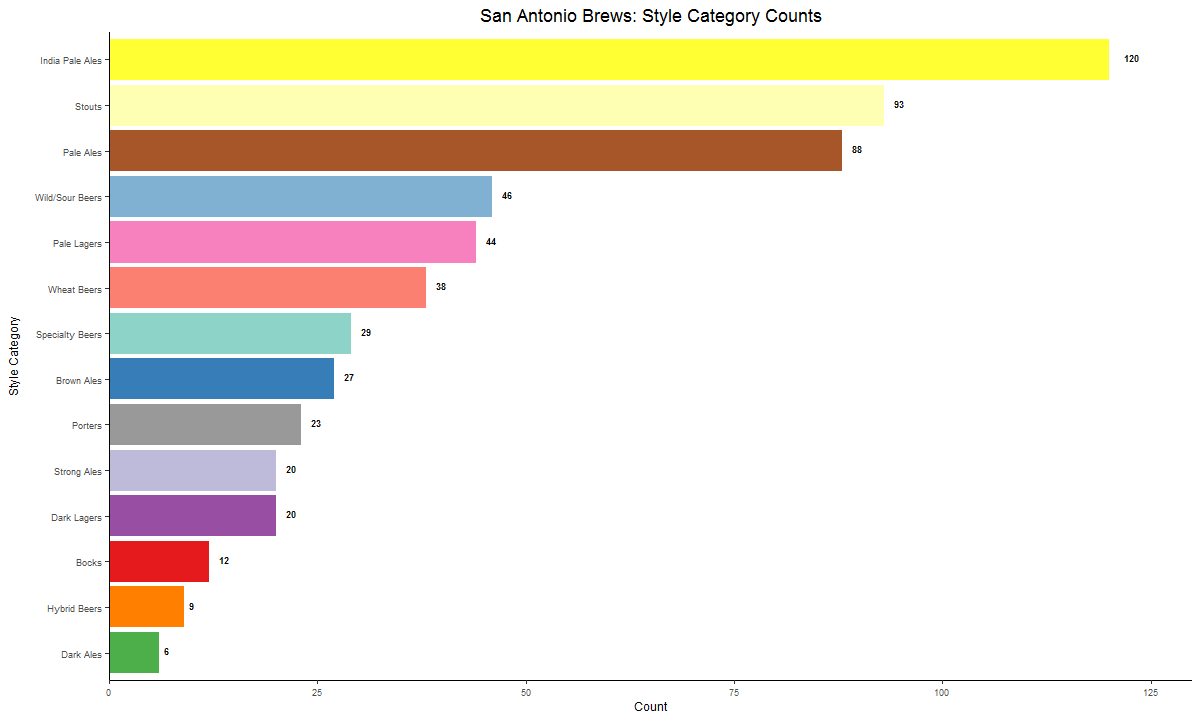 San Antonio Brews: Style Category Counts
India Pale Ales 120
Stouts 93
Pale Ales 88
Wild/Sour Beers 46
Pale Lagers 44
Wheat Beers 38
Specialty Beers 29
Brown Ales 27
Porters 23
Strong Ales 20
Dark Lagers 20
Books 12
Hybrid Beers 9
Dark Ales 6
Style Category
0 25 50 75 100 125
Count